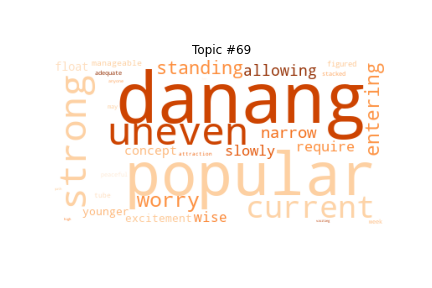 Topic #69
float
manageable
adequate
standing
allowing
figured
stacked
strong
danang
entering
uneven
narrow
concept
attraction
slowly
require
popular
worry
current
younger
excitement
wise